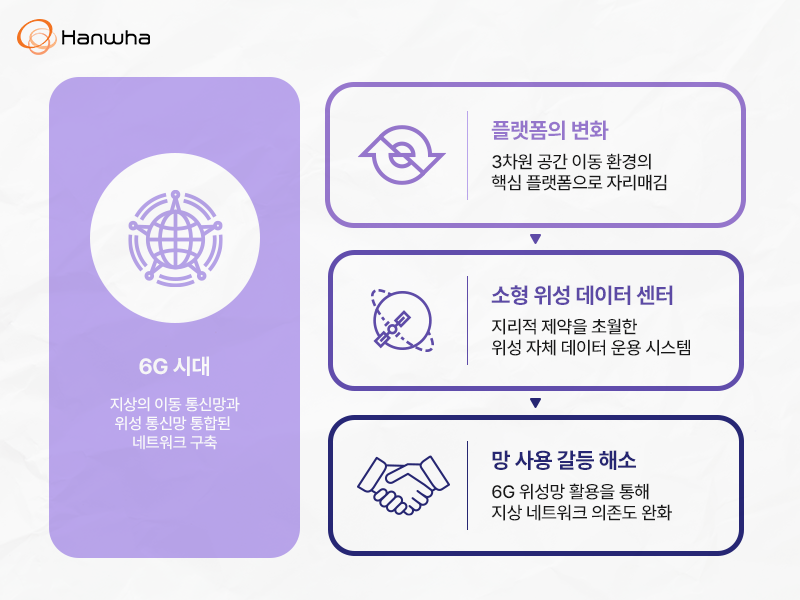 Hanwha
6G 시대
지상의 이동 통신망과
위성 통신망 통합된
네트워크 구축
플랫폼의 변화
3차원 공간 이동 환경의
핵심 플랫폼으로 자리매김
소형 위성 데이터 센터
지리적 제약을 초월한
위성 자체 데이터 운용 시스템
망 사용 갈등 해소
6G 위성망 활용을 통해
지상 네트워크 의존도 완화